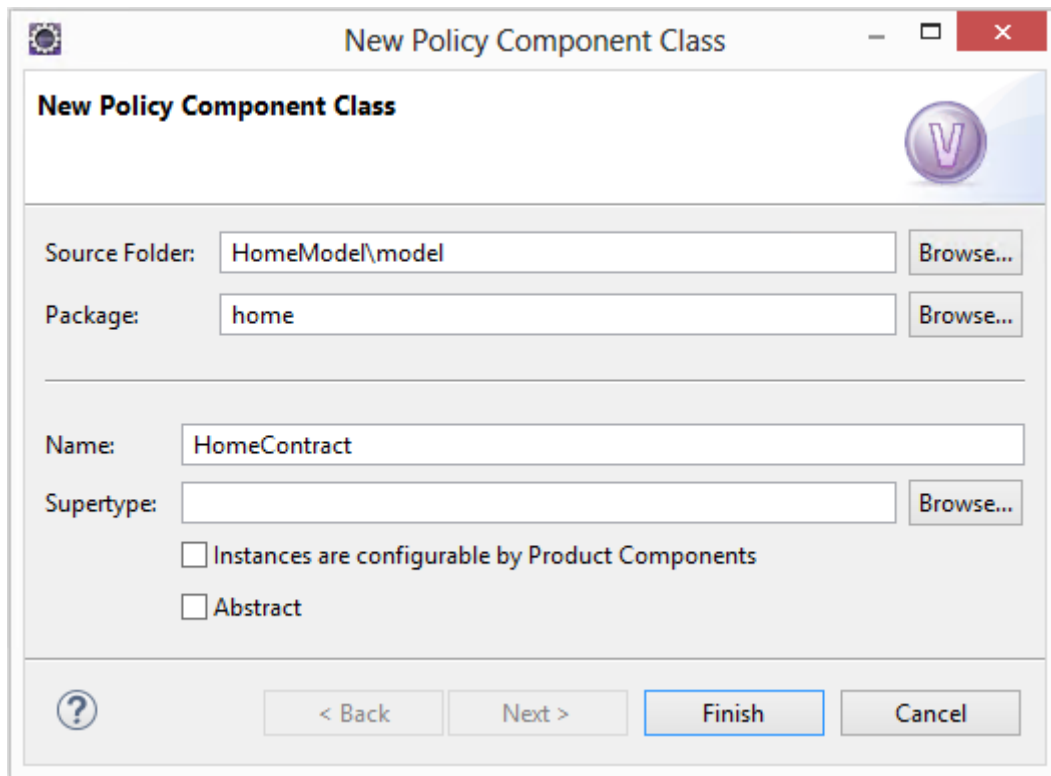 New Policy Component Class
New Policy Component Class
V
Source Folder: HomeModel\model Browse...
Package: home Browse...
Name: HomeContract
Supertype: Browse...
Instances are configurable by Product Components
Abstract
? < Back Next > Finish Cancel